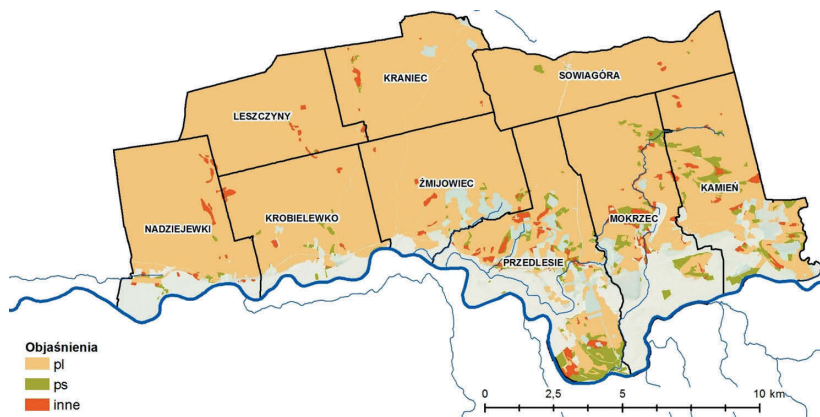 KRANIEC
SOWIAGÓRA
LESZCZYNY
ŻMIJOWIEC
KAMIEŃ
KROBIELEWKO
MOKRZEC
NADZIEJEWKI
PRZEDLESIE
Objaśnienia
pl
ps
inne
0 2,5 5 10 km